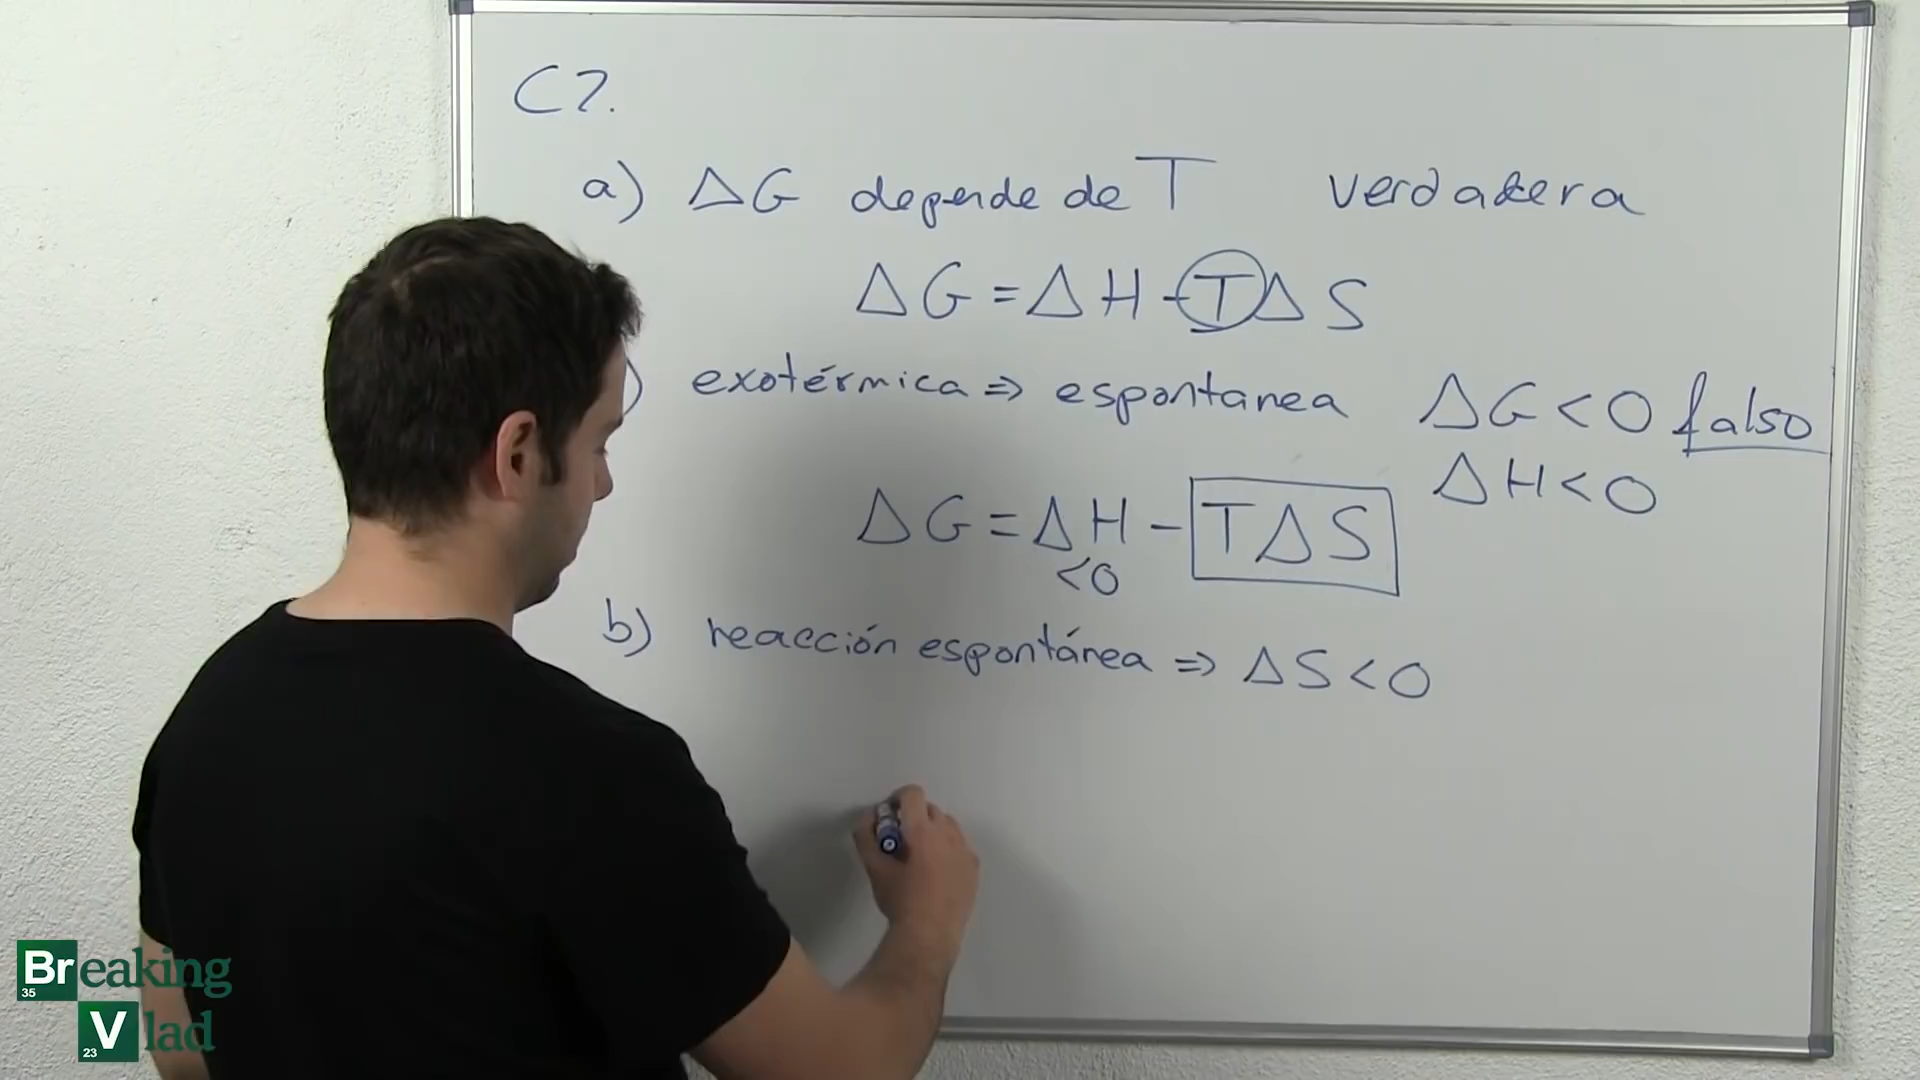 C7.
a) ΔG depende de T verdadera
ΔG = ΔH - TΔS
) exotérmica ⇒ espontanea ΔG < 0 falso
ΔH < 0
ΔG = ΔH - TΔS
<0
b) reacción espontánea ⇒ ΔS < 0
Breaking
35
Vlad
23